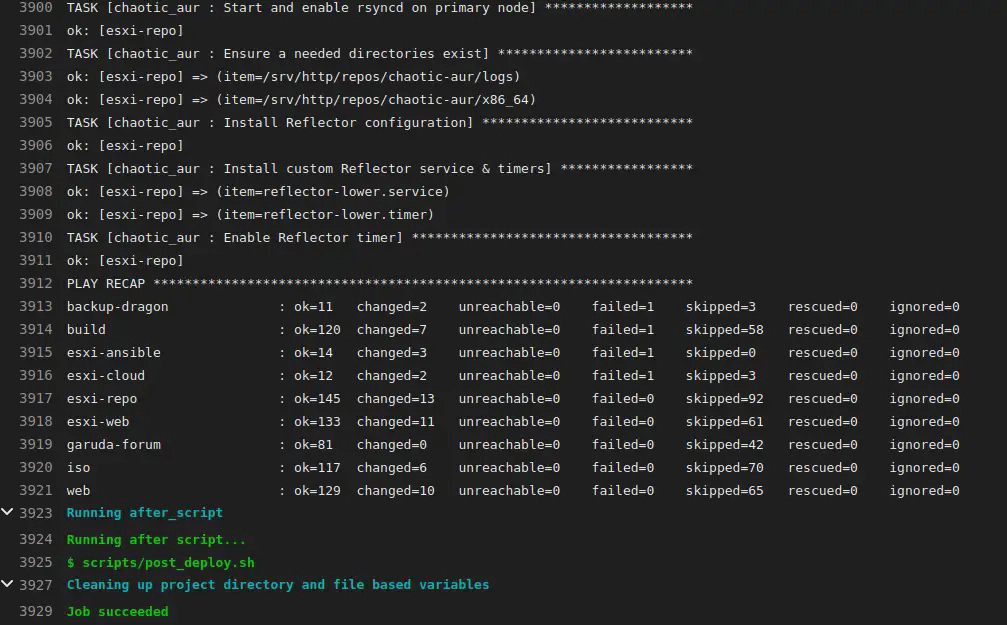 3900 TASK [chaotic_aur : Start and enable rsyncd on primary node] *******************
3901 ok: [esxi-repo]
3902 TASK [chaotic_aur : Ensure a needed directories exist] *************************
3903 ok: [esxi-repo] => (item=/srv/http/repos/chaotic-aur/logs)
3904 ok: [esxi-repo] => (item=/srv/http/repos/chaotic-aur/x86_64)
3905 TASK [chaotic_aur : Install Reflector configuration] ***************************
3906 ok: [esxi-repo]
3907 TASK [chaotic_aur : Install custom Reflector service & timers] *****************
3908 ok: [esxi-repo] => (item=reflector-lower.service)
3909 ok: [esxi-repo] => (item=reflector-lower.timer)
3910 TASK [chaotic_aur : Enable Reflector timer] ************************************
3911 ok: [esxi-repo]
3912 PLAY RECAP *********************************************************************
3913 backup-dragon              : ok=11   changed=2    unreachable=0    failed=1    skipped=3    rescued=0    ignored=0
3914 build                      : ok=120  changed=7    unreachable=0    failed=1    skipped=58   rescued=0    ignored=0
3915 esxi-ansible               : ok=14   changed=3    unreachable=0    failed=1    skipped=0    rescued=0    ignored=0
3916 esxi-cloud                 : ok=12   changed=2    unreachable=0    failed=1    skipped=3    rescued=0    ignored=0
3917 esxi-repo                  : ok=145  changed=13   unreachable=0    failed=0    skipped=92   rescued=0    ignored=0
3918 esxi-web                   : ok=133  changed=11   unreachable=0    failed=0    skipped=61   rescued=0    ignored=0
3919 garuda-forum               : ok=81   changed=0    unreachable=0    failed=0    skipped=42   rescued=0    ignored=0
3920 iso                        : ok=117  changed=6    unreachable=0    failed=0    skipped=70   rescued=0    ignored=0
3921 web                        : ok=129  changed=10   unreachable=0    failed=0    skipped=65   rescued=0    ignored=0
3923 Running after_script
3924 Running after script...
3925 $ scripts/post_deploy.sh
3927 Cleaning up project directory and file based variables
3929 Job succeeded